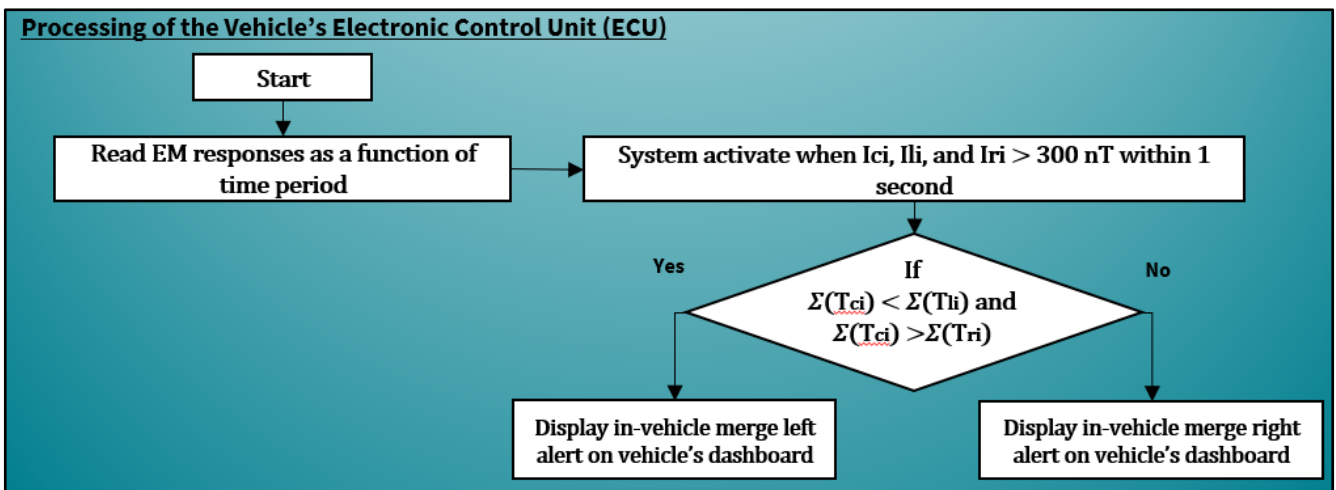 Processing of the Vehicle's Electronic Control Unit (ECU)
Start
Read EM responses as a function of
time period
System activate when Ici, Ili, and Iri > 300 nT within 1
second
Yes
No
If
Σ(Tci) < Σ(Tli) and
Σ(Tci) >Σ(Tri)
Display in-vehicle merge left
alert on vehicle's dashboard
Display in-vehicle merge right
alert on vehicle's dashboard